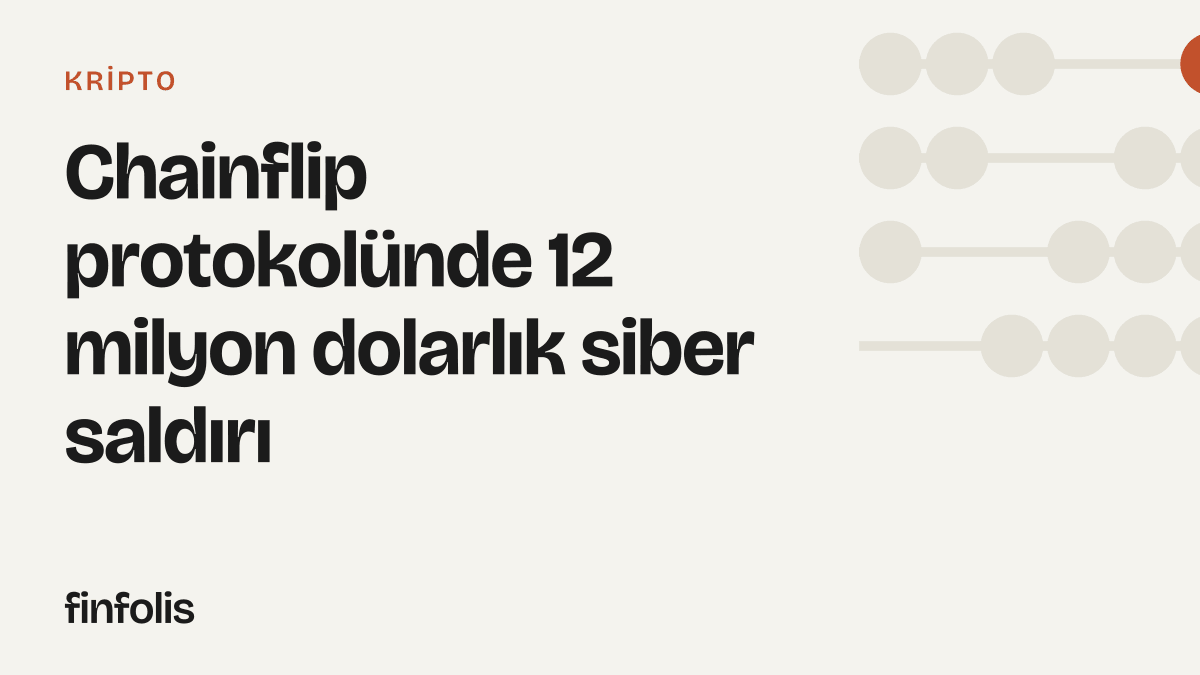 KRİPTO
Chainflip
protokolünde 12
milyon dolarlık siber
saldırı
finfolis